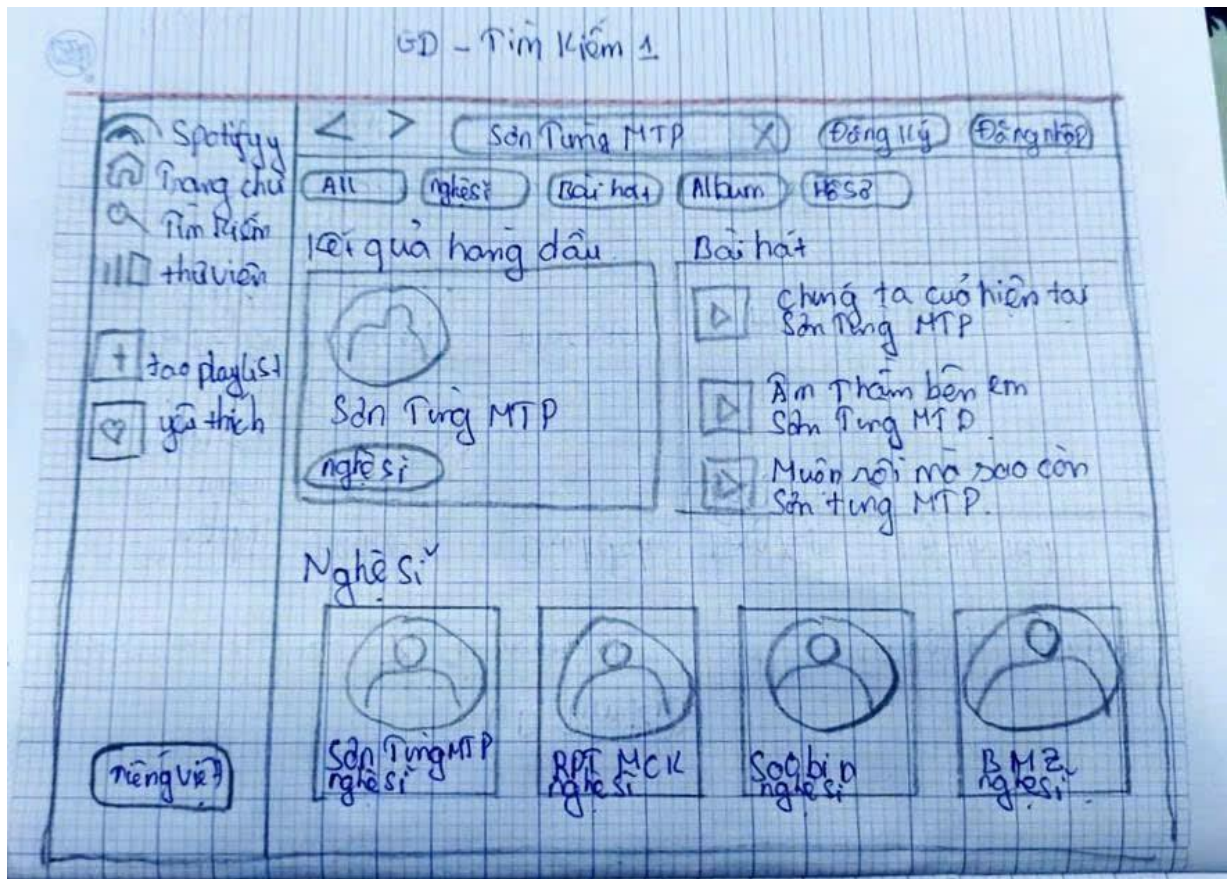 GD - Tìm Kiếm 1
Spotifyy
Trang chủ
Tìm Kiếm
thư viện
tạo playlist
yêu thích
Tiếng Việt
< >
Sơn Tùng MTP X
Đăng ký
Đăng nhập
All
nghệ sĩ
Bài hát
Album
Hồ Sơ
Kết quả hàng đầu
Sơn Tùng MTP
nghệ sĩ
Bài hát
Chúng ta của hiện tại
Sơn Tùng MTP
Âm Thầm bên em
Sơn Tùng MTP
Muôn rồi mà sao còn
Sơn tùng MTP.
Nghệ Sĩ
Sơn Tùng MTP
nghệ sĩ
RPT MCK
nghệ sĩ
Soobin
nghệ sĩ
BMZ
nghệ sĩ